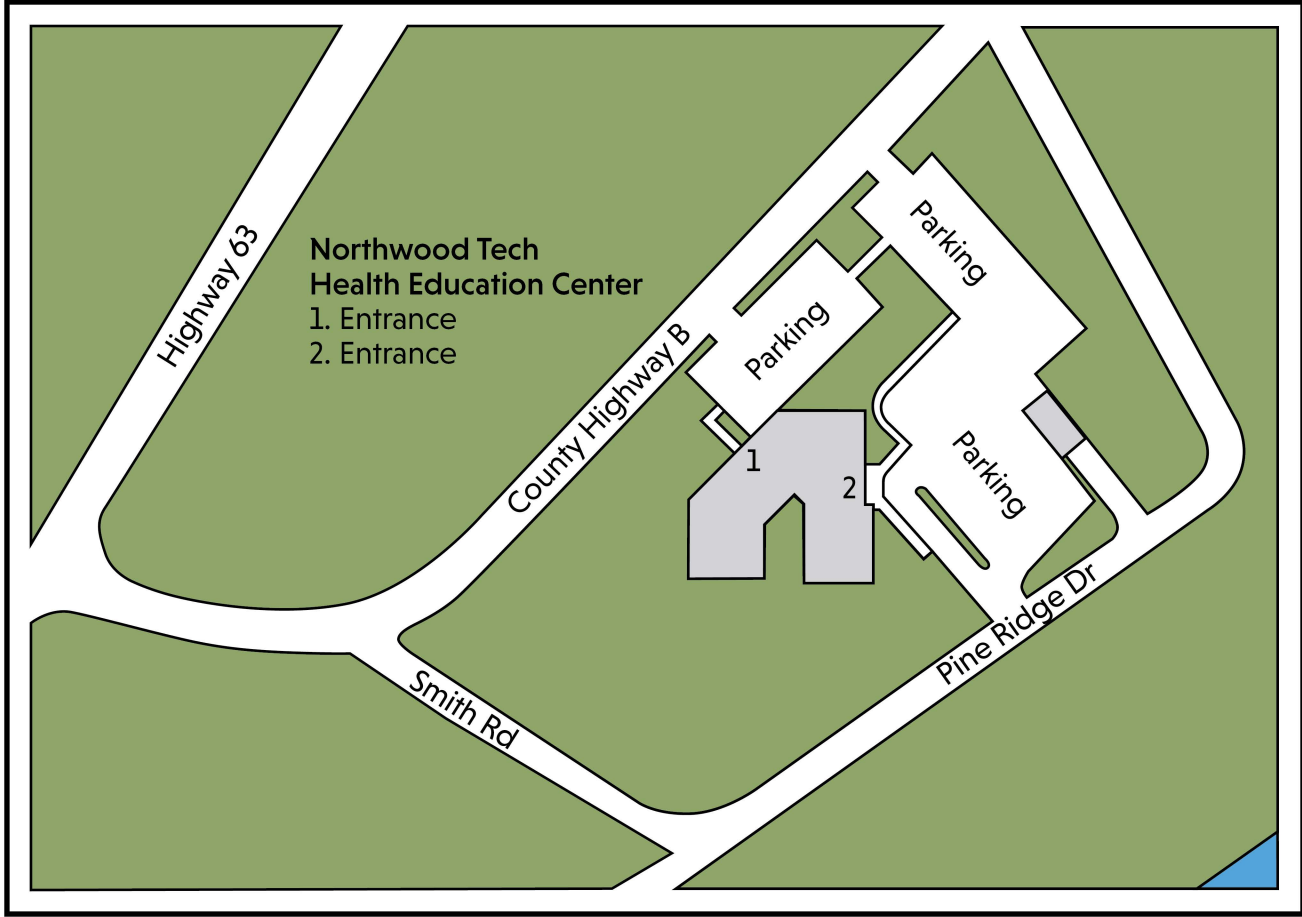 Highway 63
Northwood Tech
Health Education Center
1. Entrance
2. Entrance
County Highway B
Parking
Parking
Parking
1
2
Smith Rd
Pine Ridge Dr